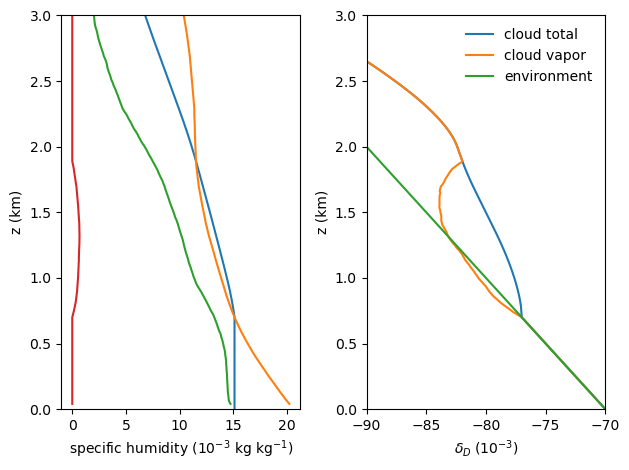 3.0
2.5
2.0
1.5
1.0
0.5
0.0
z (km)
0 5 10 15 20
specific humidity (10⁻³ kg kg⁻¹)
3.0
2.5
2.0
1.5
1.0
0.5
0.0
z (km)
cloud total
cloud vapor
environment
−90 −85 −80 −75 −70
δ_D (10⁻³)